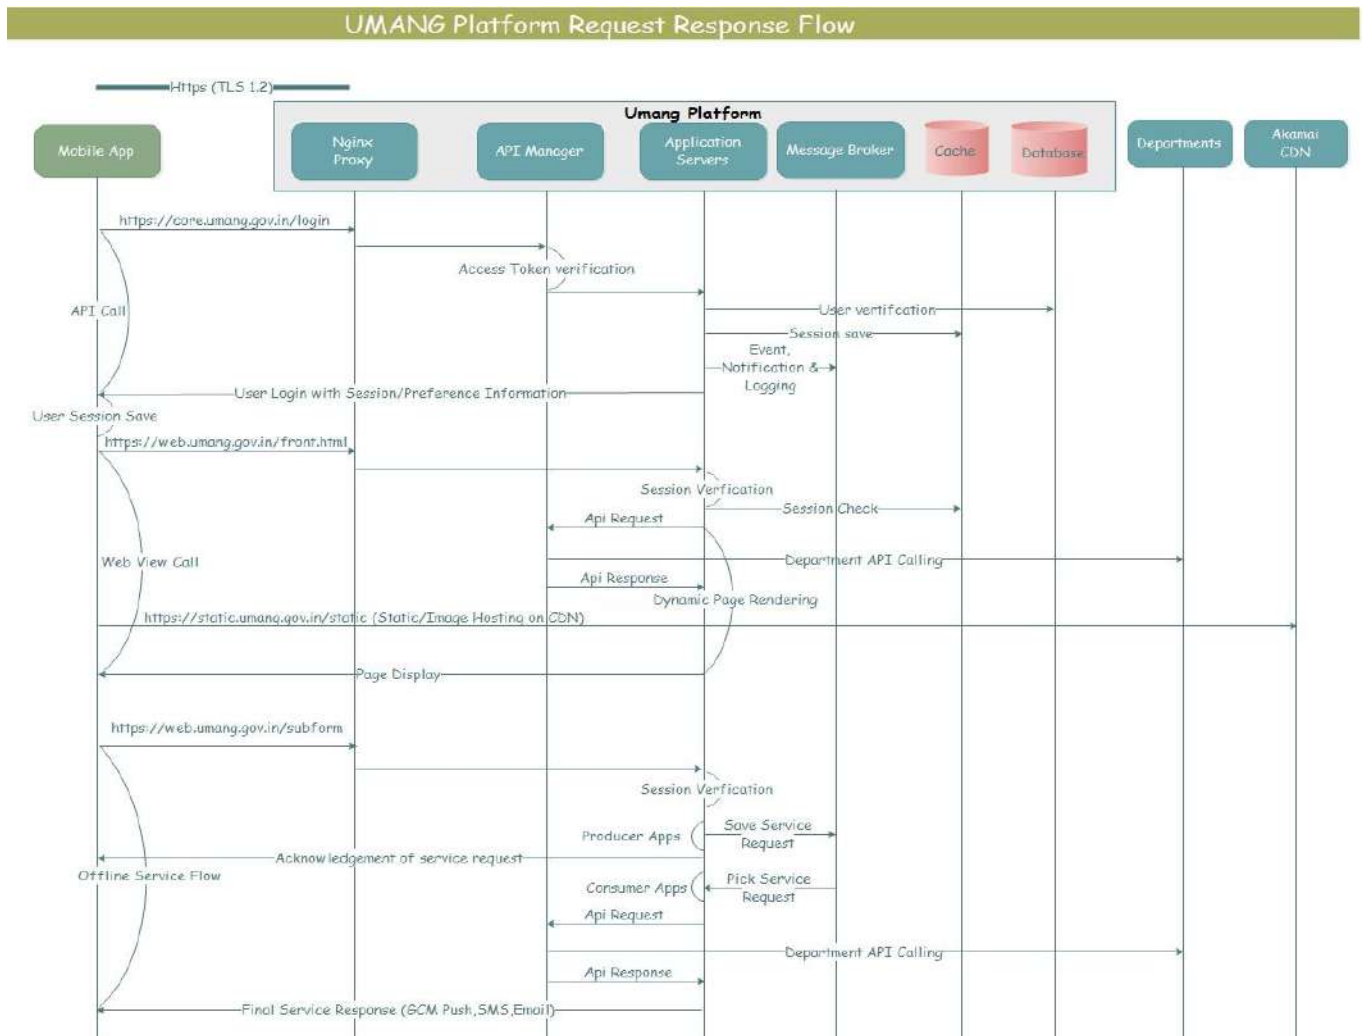 UMANG Platform Request Response Flow
Https (TLS 1.2)
Umang Platform
Mobile App
Nginx
Proxy
API Manager
Application
Servers
Message Broker
Cache
Database
Departments
Akamai
CDN
https://core.umang.gov.in/login
Access Token verification
API Call
User vertifcation
Session save
Event,
Notification &
Logging
User Login with Session/Preference Information
User Session Save
https://web.umang.gov.in/front.html
Session Verfication
Session Check
Api Request
Web View Call
Department API Calling
Api Response
Dynamic Page Rendering
https://static.umang.gov.in/static (Static/Image Hosting on CDN)
Page Display
https://web.umang.gov.in/subform
Session Verfication
Producer Apps
Save Service
Request
Acknowledgement of service request
Offline Service Flow
Consumer Apps
Pick Service
Request
Api Request
Department API Calling
Api Response
Final Service Response (GCM Push,SMS,Email)